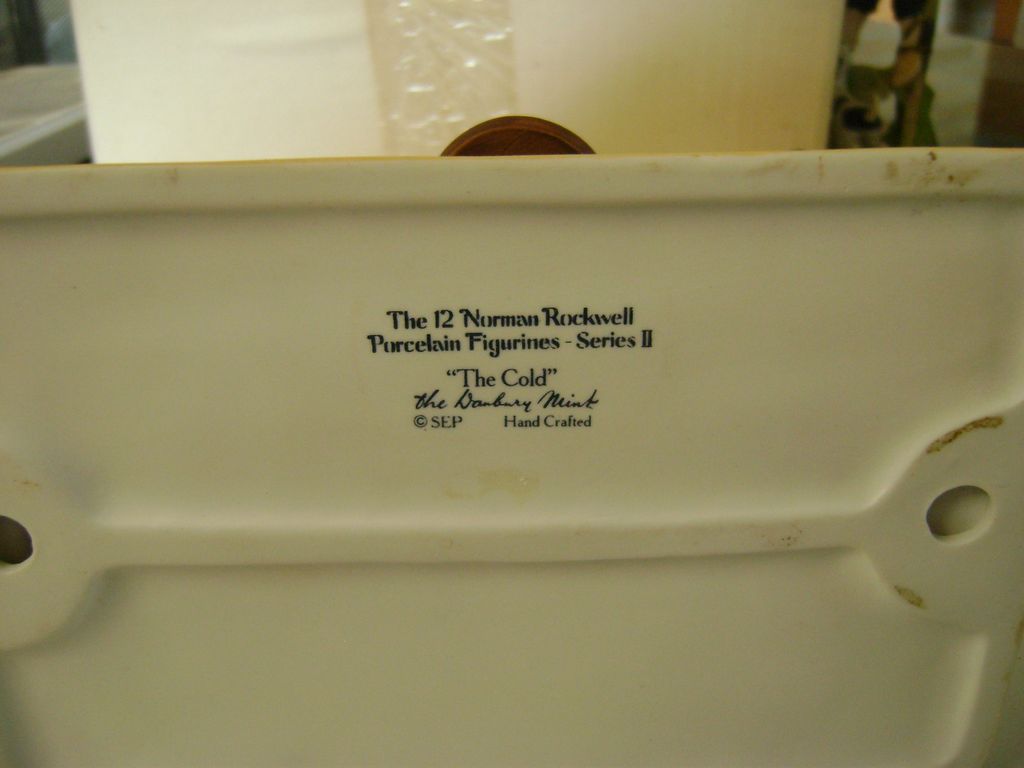 The 12 Norman Rockwell
Porcelain Figurines - Series II
"The Cold"
the Danbury Mint
© SEP Hand Crafted